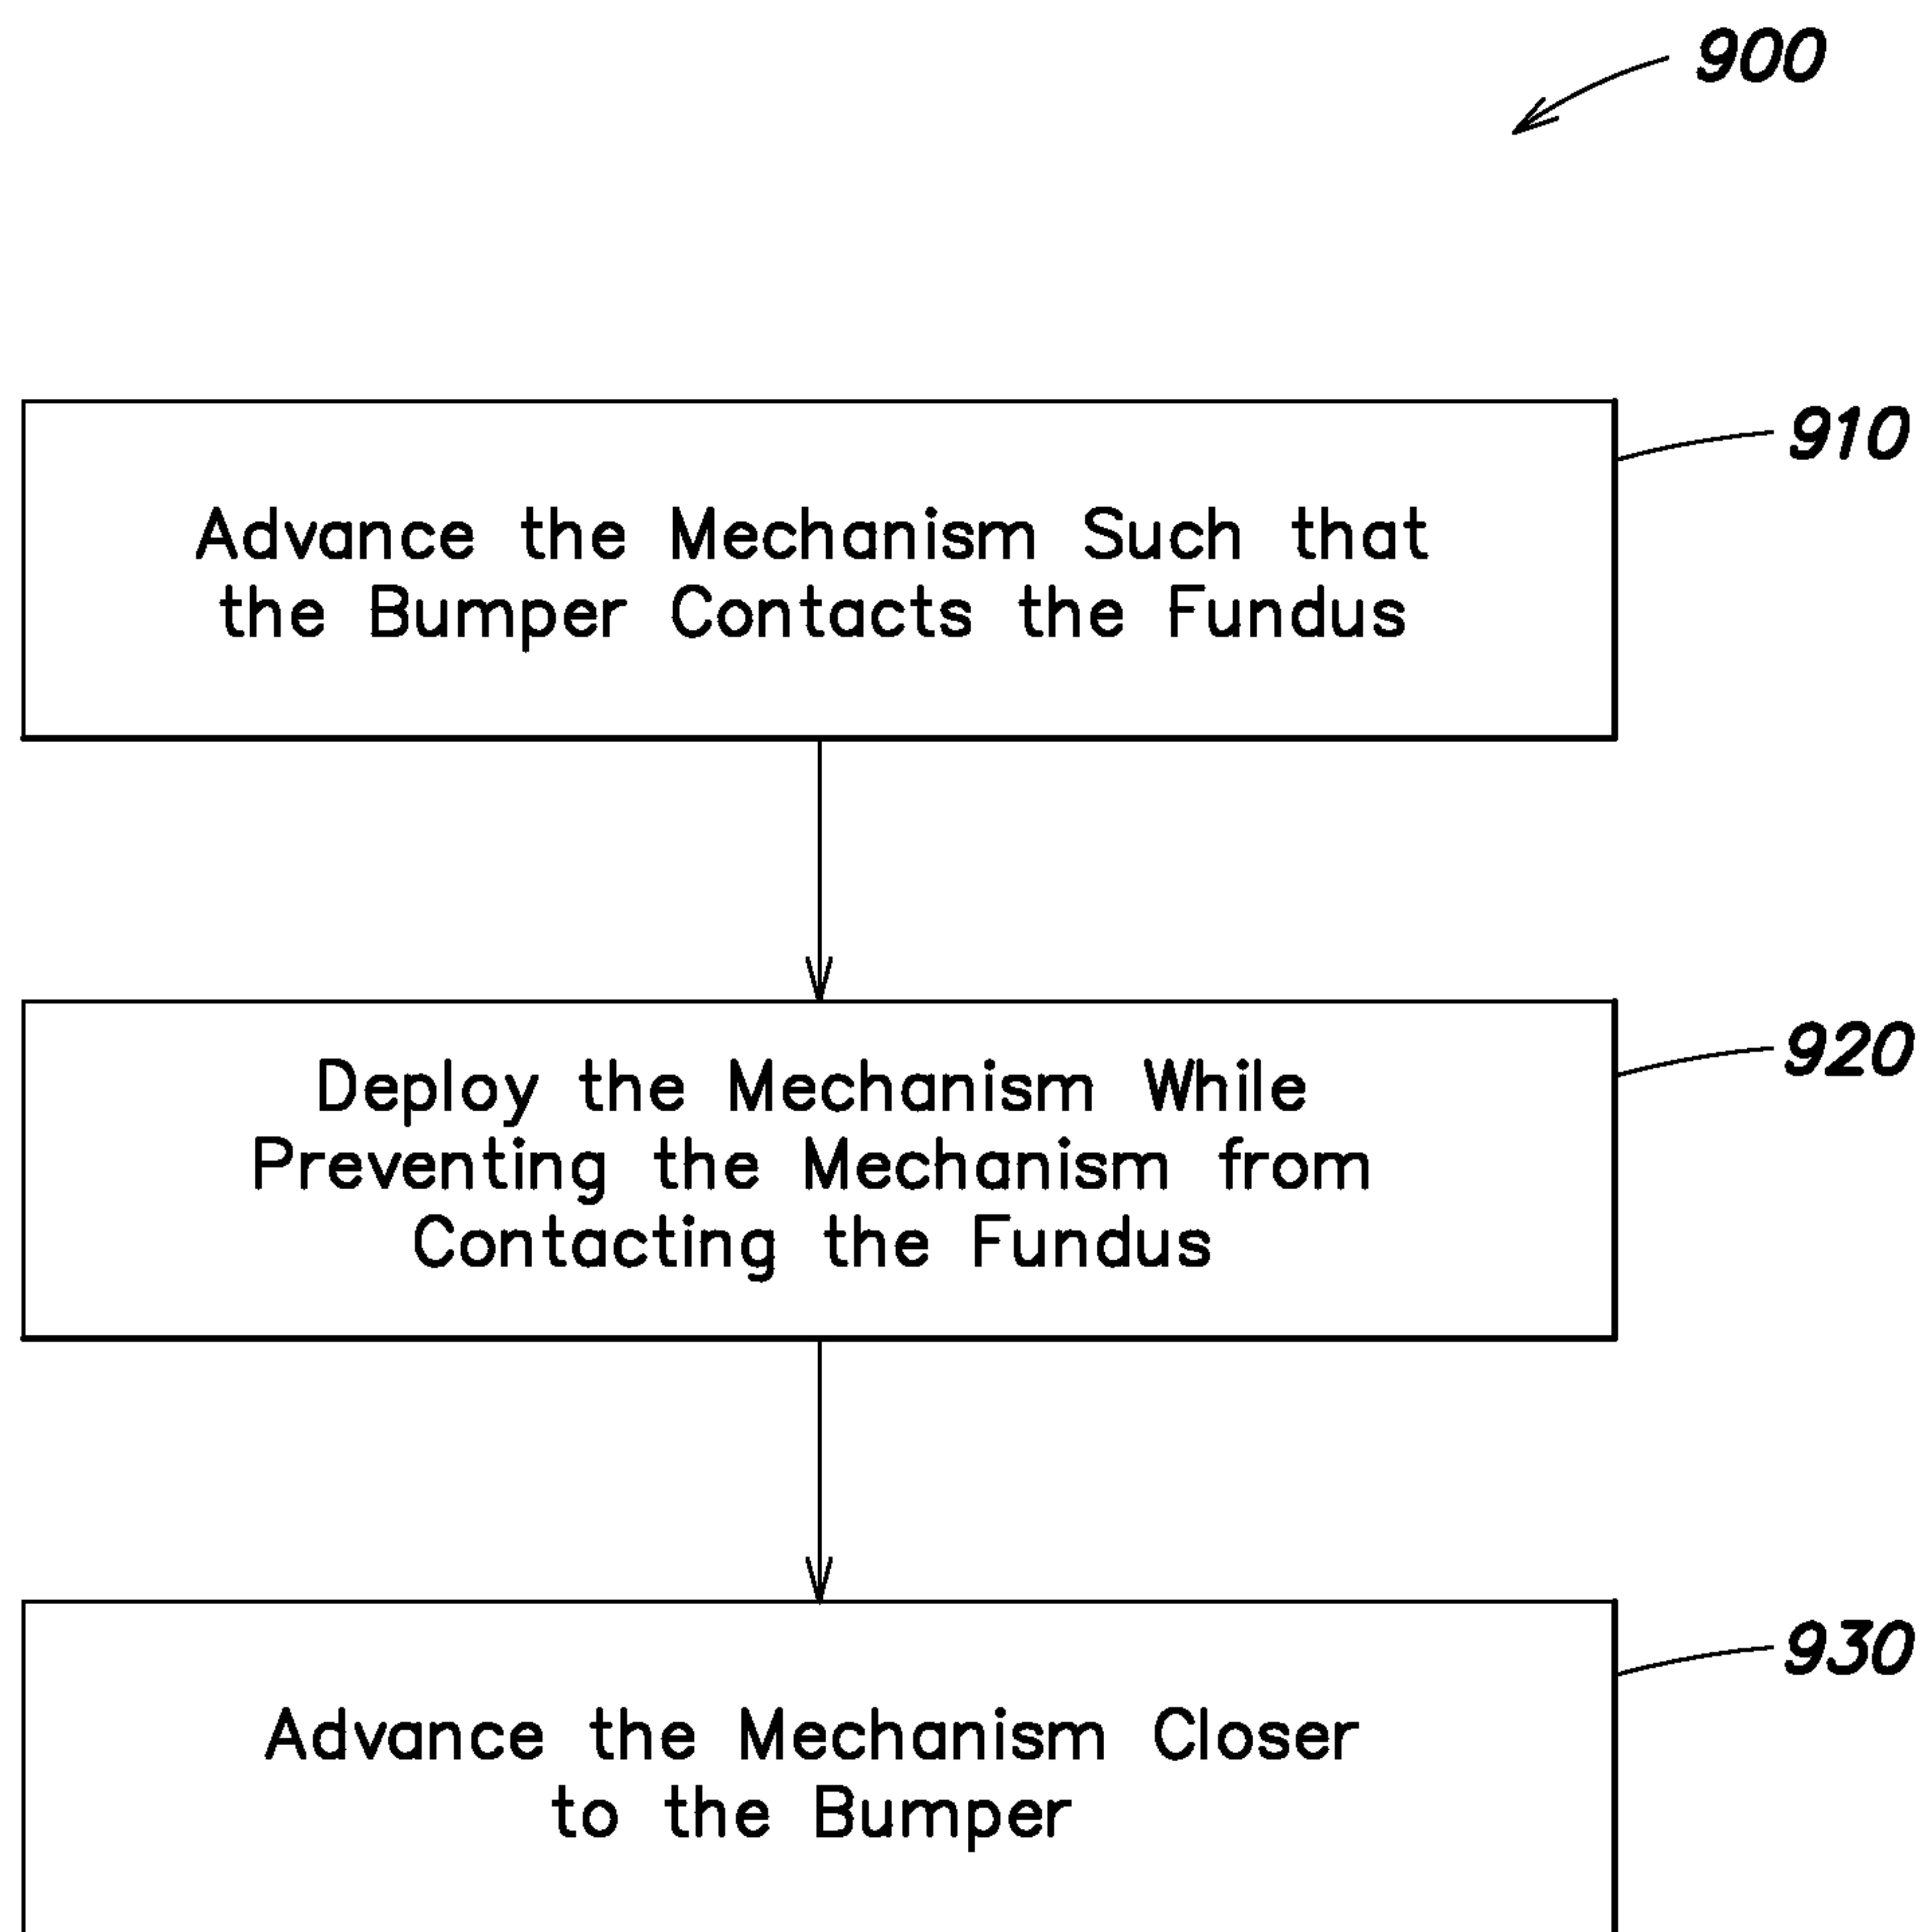 900
910
Advance the Mechanism Such that
the Bumper Contacts the Fundus
920
Deploy the Mechanism While
Preventing the Mechanism from
Contacting the Fundus
930
Advance the Mechanism Closer
to the Bumper